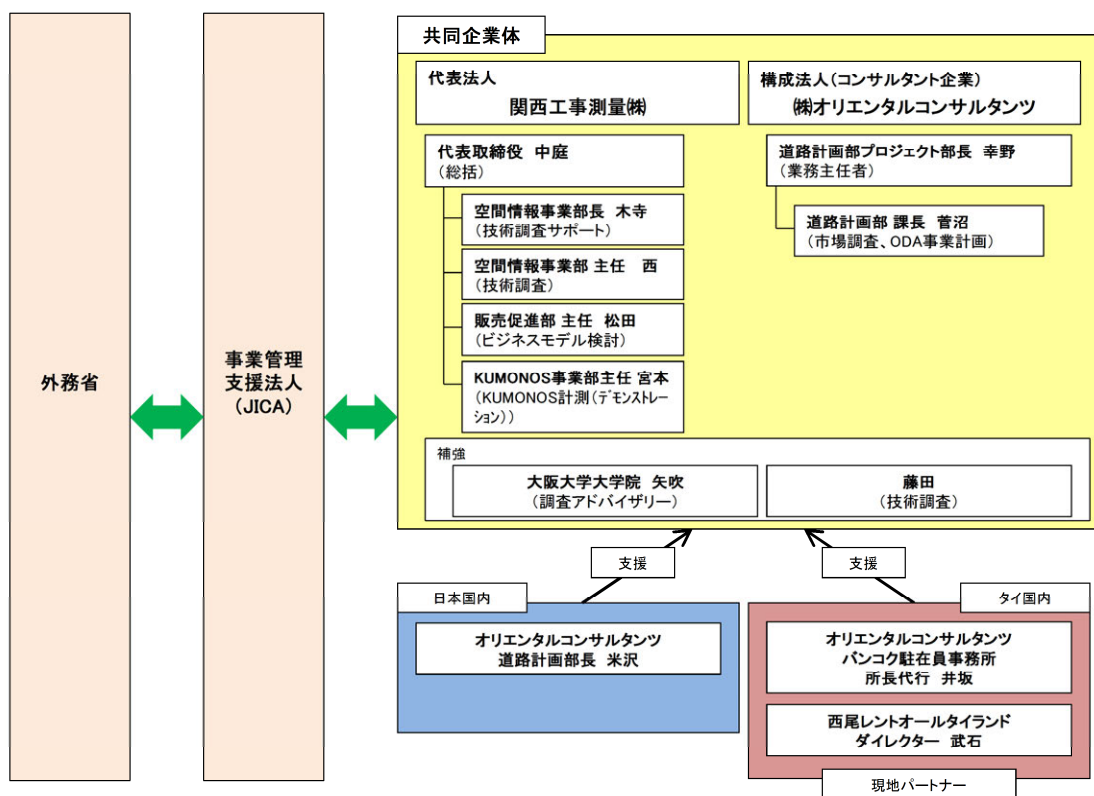 外務省
事業管理
支援法人
(JICA)
共同企業体
代表法人
関西工事測量㈱
代表取締役 中庭
(総括)
空間情報事業部長 木寺
(技術調査サポート)
空間情報事業部 主任 西
(技術調査)
販売促進部 主任 松田
(ビジネスモデル検討)
KUMONOS事業部主任 宮本
(KUMONOS計測(ﾃﾞﾓﾝｽﾄﾚｰ
ｼｮﾝ))
構成法人(コンサルタント企業)
㈱オリエンタルコンサルタンツ
道路計画部プロジェクト部長 幸野
(業務主任者)
道路計画部 課長 菅沼
(市場調査、ODA事業計画)
補強
大阪大学大学院 矢吹
(調査アドバイザリー)
藤田
(技術調査)
支援
支援
日本国内
オリエンタルコンサルタンツ
道路計画部長 米沢
タイ国内
オリエンタルコンサルタンツ
バンコク駐在員事務所
所長代行 井坂
西尾レントオールタイランド
ダイレクター 武石
現地パートナー